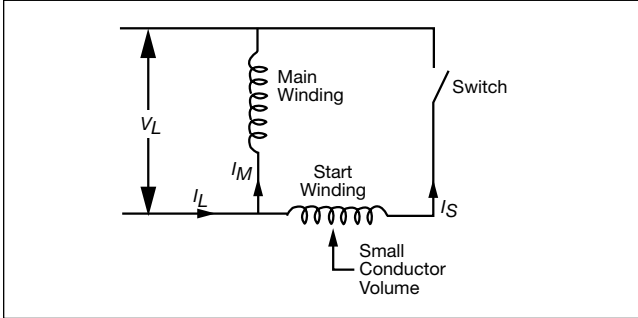 Main
Winding
Switch
V_L
I_M
Start
Winding
I_L
I_S
Small
Conductor
Volume